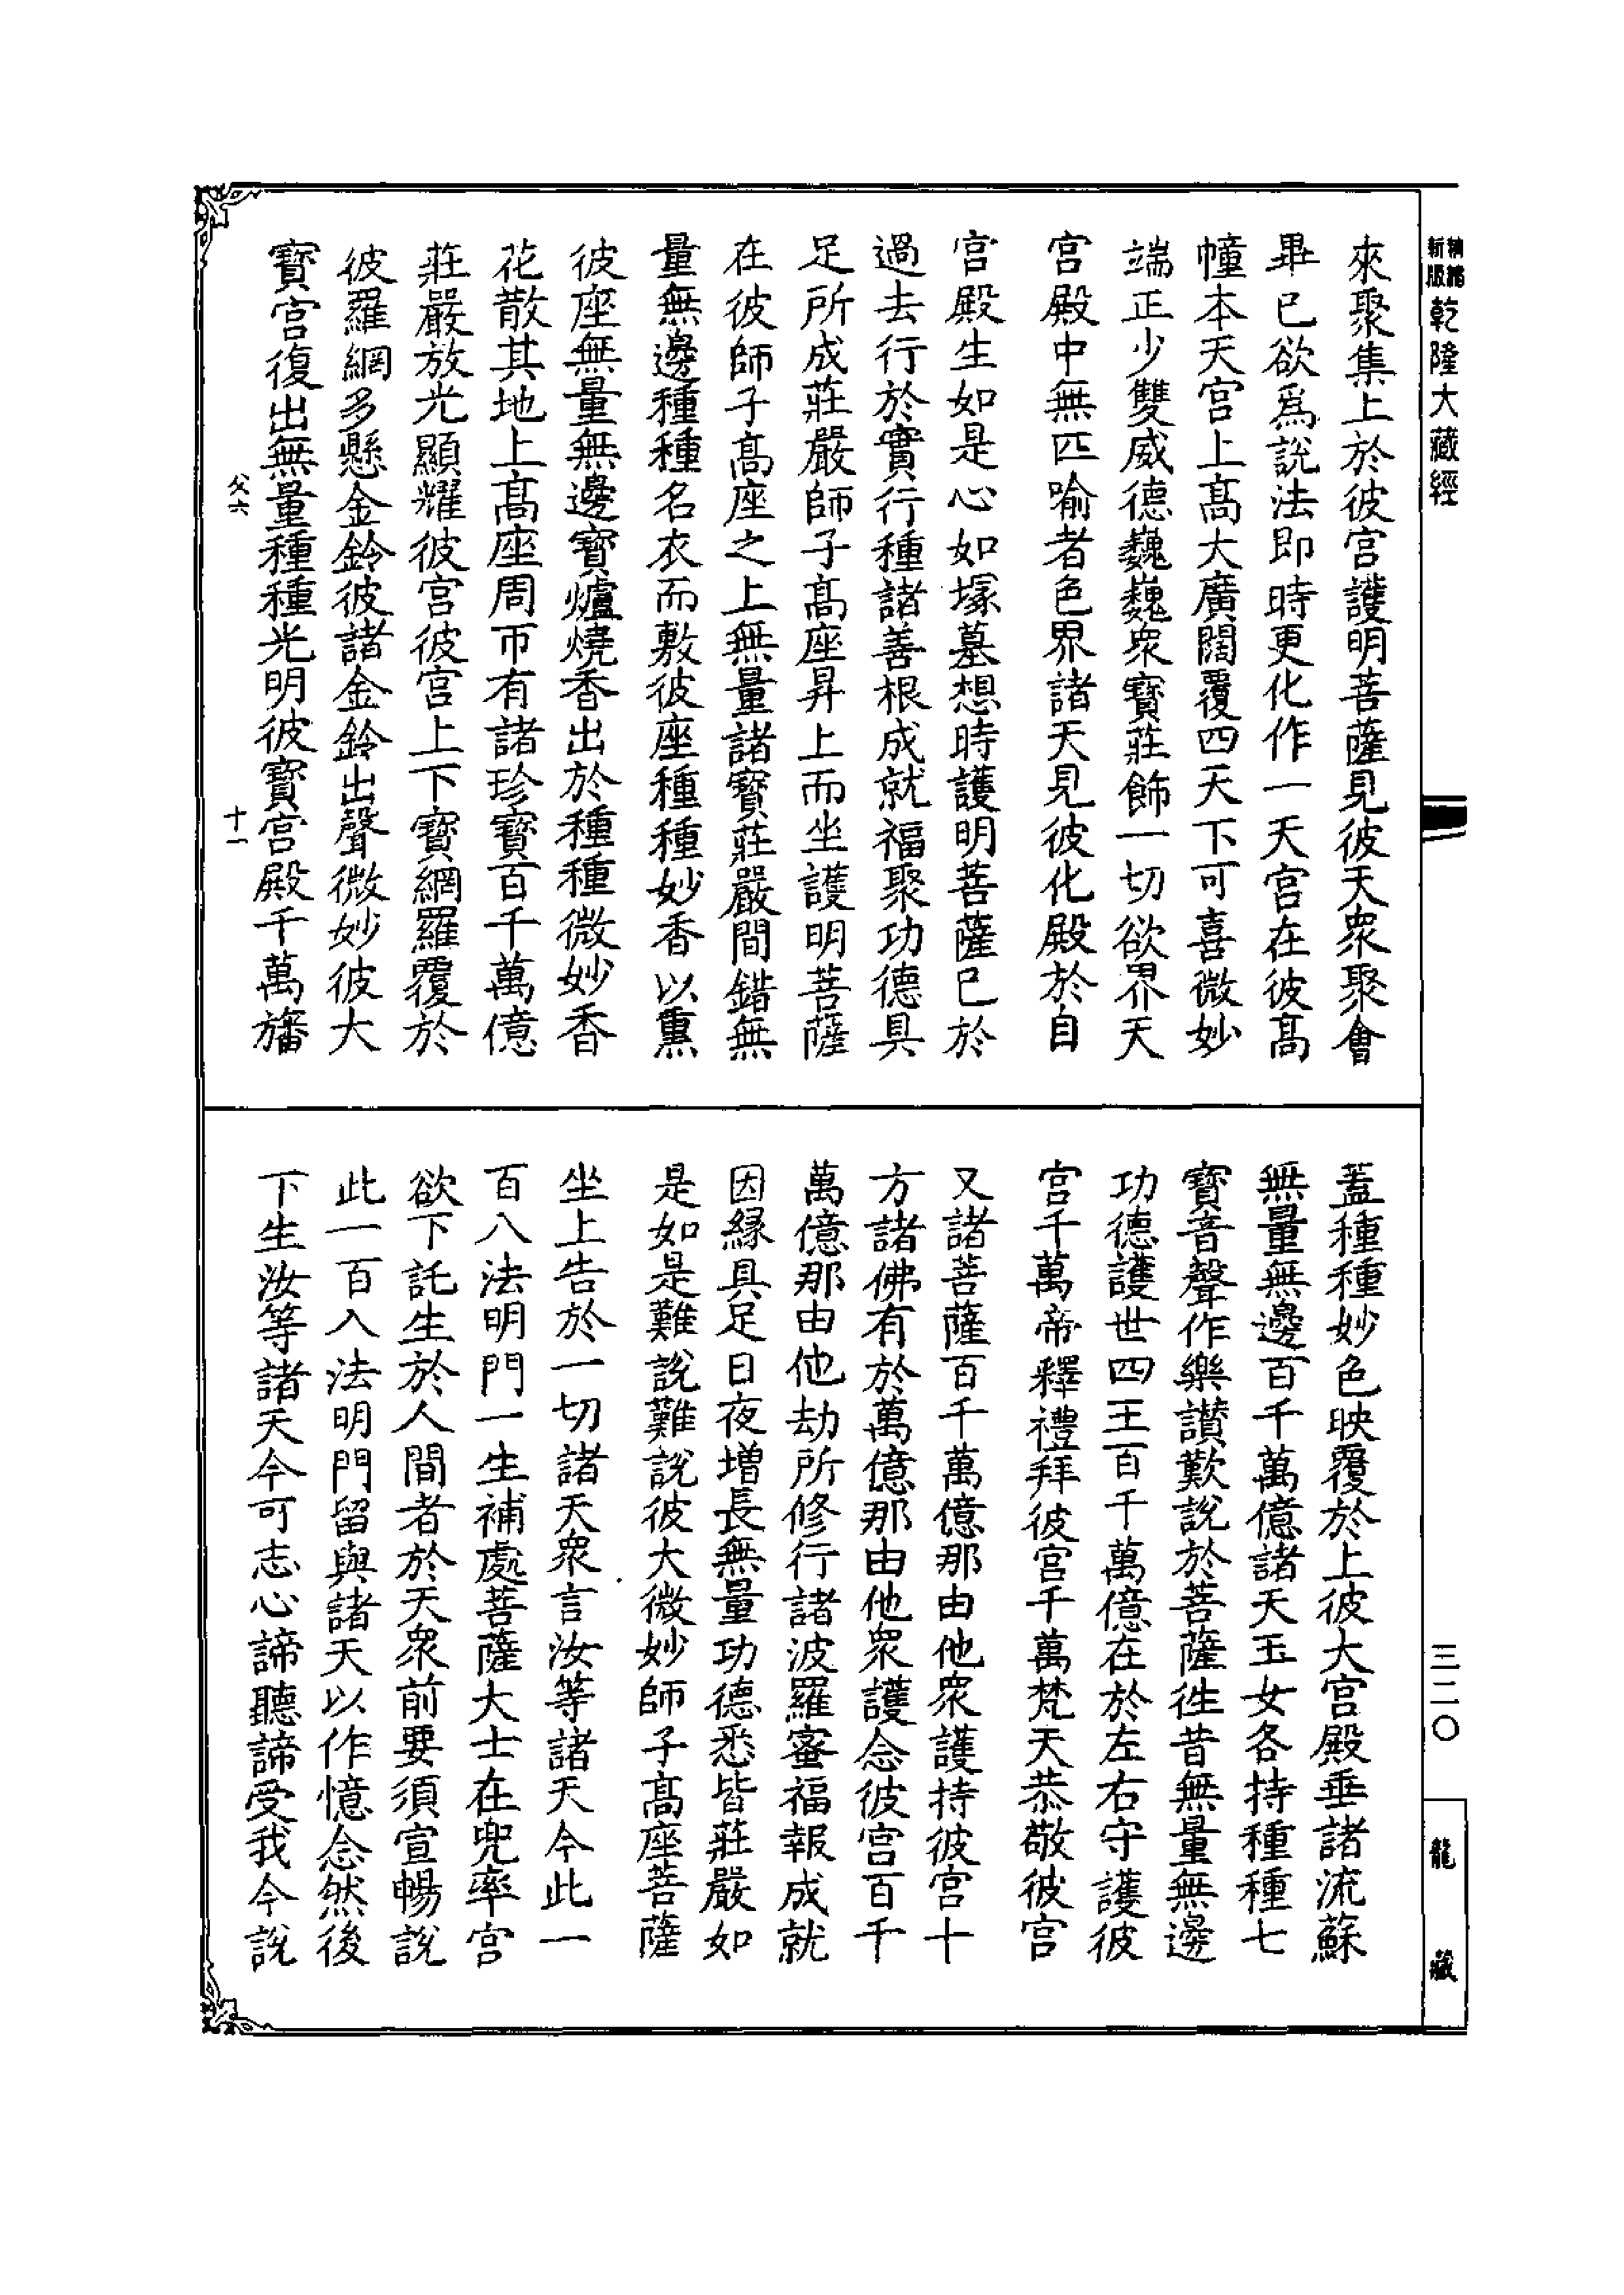 精縮
新版
乾隆大藏經
三二〇
龍藏
來聚集上於彼宮護明菩薩見彼天衆聚會
畢已欲爲說法即時更化作一天宮在彼高
幢本天宮上高大廣闊覆四天下可喜微妙
端正少雙威德巍巍衆寶莊飾一切欲界天
宮殿中無匹喻者色界諸天見彼化殿於自
宮殿生如是心如塚墓想時護明菩薩已於
過去行於實行種諸善根成就福聚功德具
足所成莊嚴師子高座昇上而坐護明菩薩
在彼師子高座之上無量諸寶莊嚴間錯無
量無邊種種名衣而敷彼座種種妙香以熏
彼座無量無邊寶爐燒香出於種種微妙香
花散其地上高座周帀有諸珍寶百千萬億
莊嚴放光顯耀彼宮彼宮上下寶網羅覆於
彼羅網多懸金鈴彼諸金鈴出聲微妙彼大
寶宮復出無量種種光明彼寶宮殿千萬旛
父六
十一
蓋種種妙色映覆於上彼大宮殿垂諸流蘇
無量無邊百千萬億諸天玉女各持種種七
寶音聲作樂讚歎說於菩薩徃昔無量無邊
功德護世四王百千萬億在於左右守護彼
宮千萬帝釋禮拜彼宮千萬梵天恭敬彼宮
又諸菩薩百千萬億那由他衆護持彼宮十
方諸佛有於萬億那由他衆護念彼宮百千
萬億那由他劫所修行諸波羅蜜福報成就
因緣具足日夜增長無量功德悉皆莊嚴如
是如是難說難說彼大微妙師子高座菩薩
坐上告於一切諸天衆言汝等諸天今此一
百八法明門一生補處菩薩大士在兜率宮
欲下託生於人間者於天衆前要須宣暢說
此一百八法明門留與諸天以作憶念然後
下生汝等諸天今可志心諦聽諦受我今說